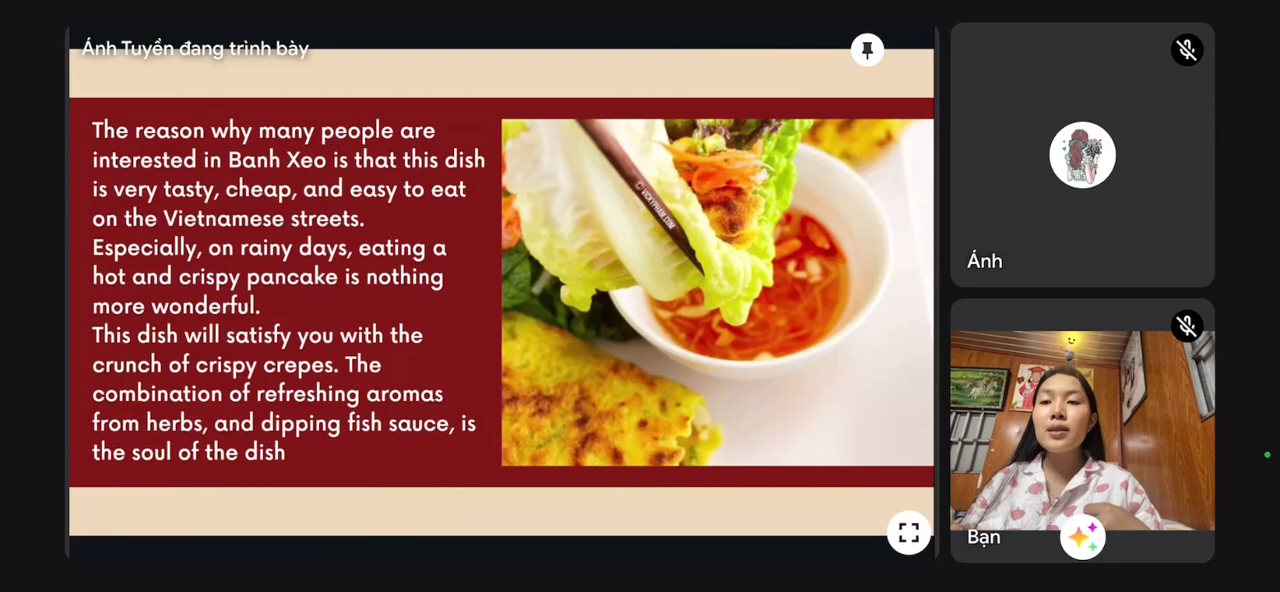 Ánh Tuyền đang trình bày
The reason why many people are
interested in Banh Xeo is that this dish
is very tasty, cheap, and easy to eat
on the Vietnamese streets.
Especially, on rainy days, eating a
hot and crispy pancake is nothing
more wonderful.
This dish will satisfy you with the
crunch of crispy crepes. The
combination of refreshing aromas
from herbs, and dipping fish sauce, is
the soul of the dish
© VICKYPHAM.COM
Ánh
Bạn